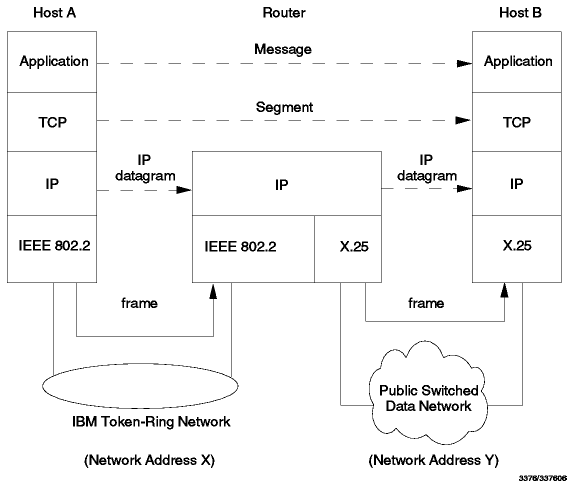 Host A
Router
Host B
Application
Message
Application
TCP
Segment
TCP
IP
IP
datagram
IP
IP
datagram
IP
IEEE 802.2
IEEE 802.2
X.25
X.25
frame
frame
IBM Token-Ring Network
Public Switched
Data Network
(Network Address X)
(Network Address Y)
3376/337606